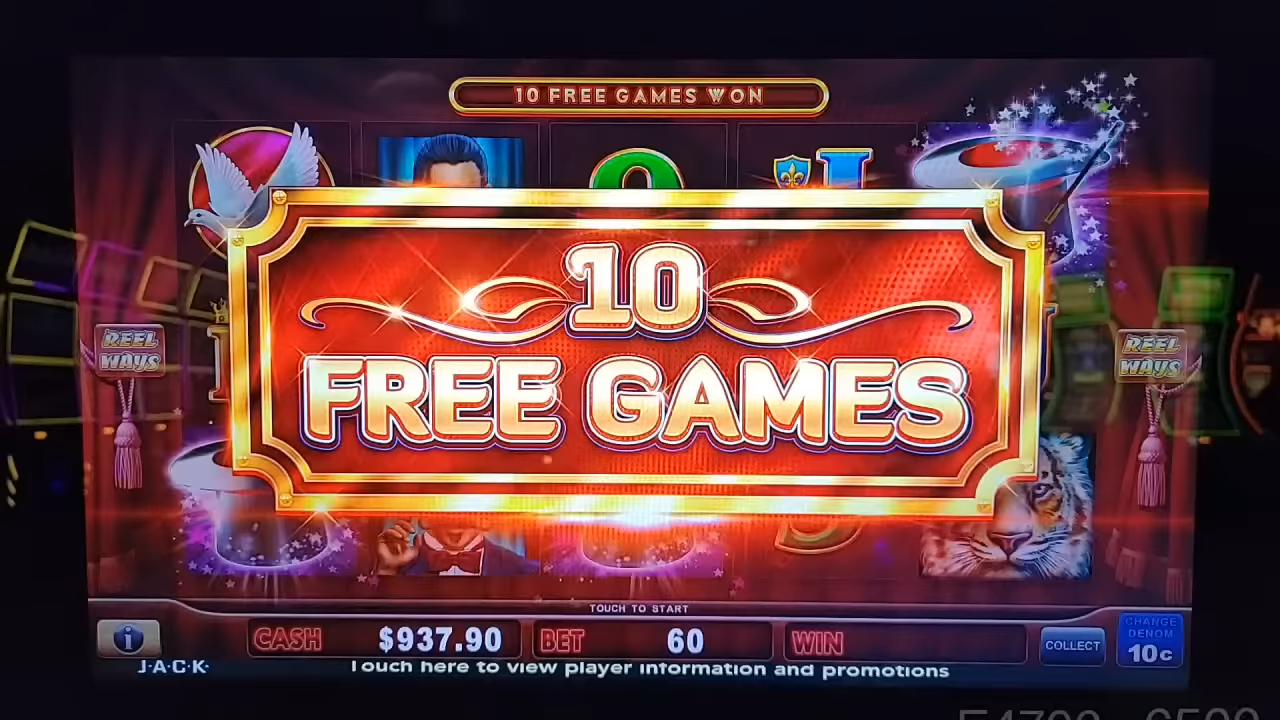 10 FREE GAMES WON
10
FREE GAMES
REEL
WAYS
REEL
WAYS
TOUCH TO START
CASH $937.90
BET 60
WIN
COLLECT
CHANGE
DENOM
10¢
J·A·C·K·
Touch here to view player information and promotions